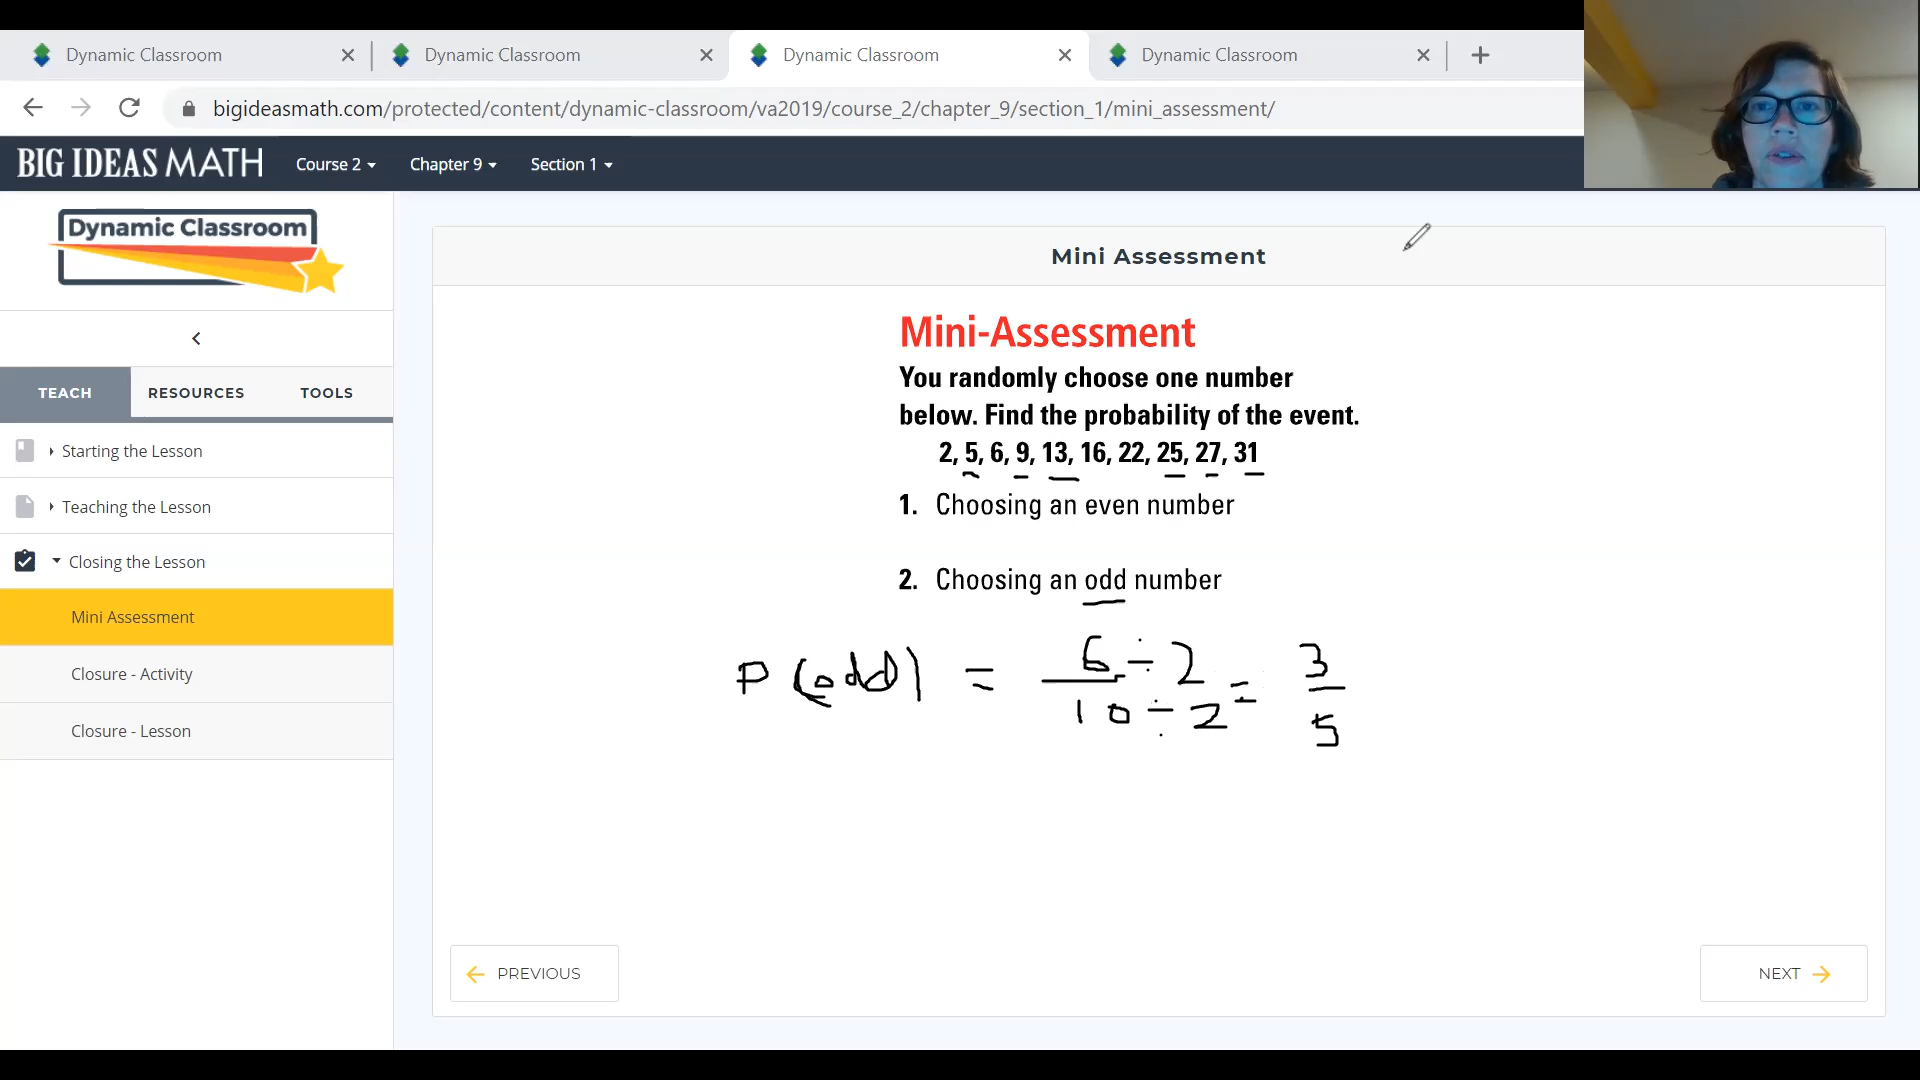 Dynamic Classroom
Dynamic Classroom
Dynamic Classroom
Dynamic Classroom
bigideasmath.com/protected/content/dynamic-classroom/va2019/course_2/chapter_9/section_1/mini_assessment/
BIG IDEAS MATH
Course 2
Chapter 9
Section 1
Dynamic Classroom
TEACH
RESOURCES
TOOLS
Starting the Lesson
Teaching the Lesson
Closing the Lesson
Mini Assessment
Closure - Activity
Closure - Lesson
Mini Assessment
Mini-Assessment
You randomly choose one number
below. Find the probability of the event.
2, 5, 6, 9, 13, 16, 22, 25, 27, 31
1. Choosing an even number
2. Choosing an odd number
P (odd) = 6 ÷ 2 / 10 ÷ 2 = 3 / 5
PREVIOUS
NEXT